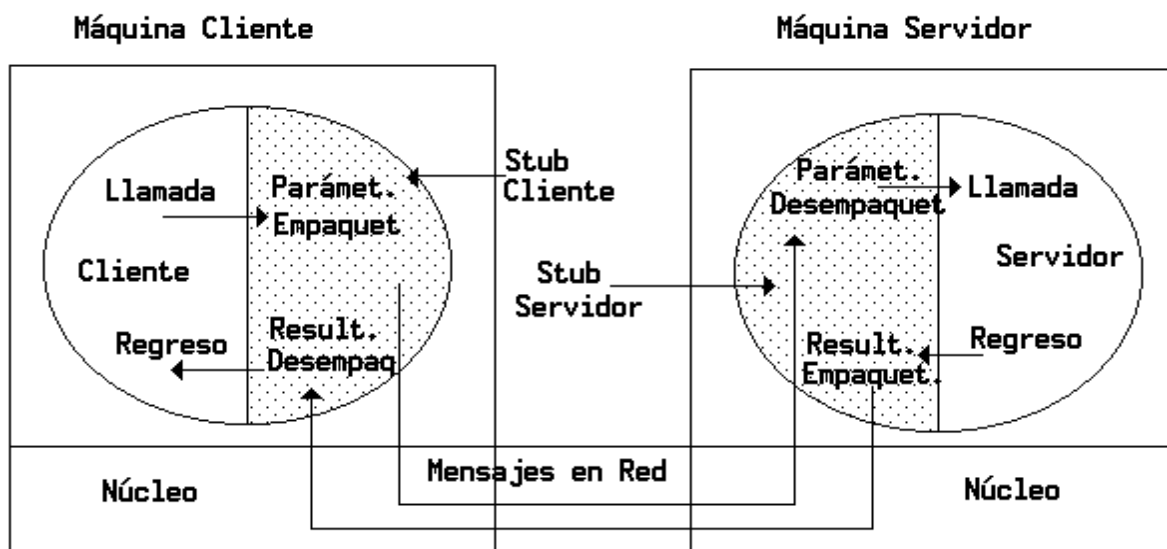 Máquina Cliente
Máquina Servidor
Llamada
Parámet.
Empaquet
Cliente
Regreso
Result.
Desempaq
Stub
Cliente
Stub
Servidor
Parámet.
Desempaquet
Llamada
Servidor
Result.
Empaquet.
Regreso
Núcleo
Mensajes en Red
Núcleo